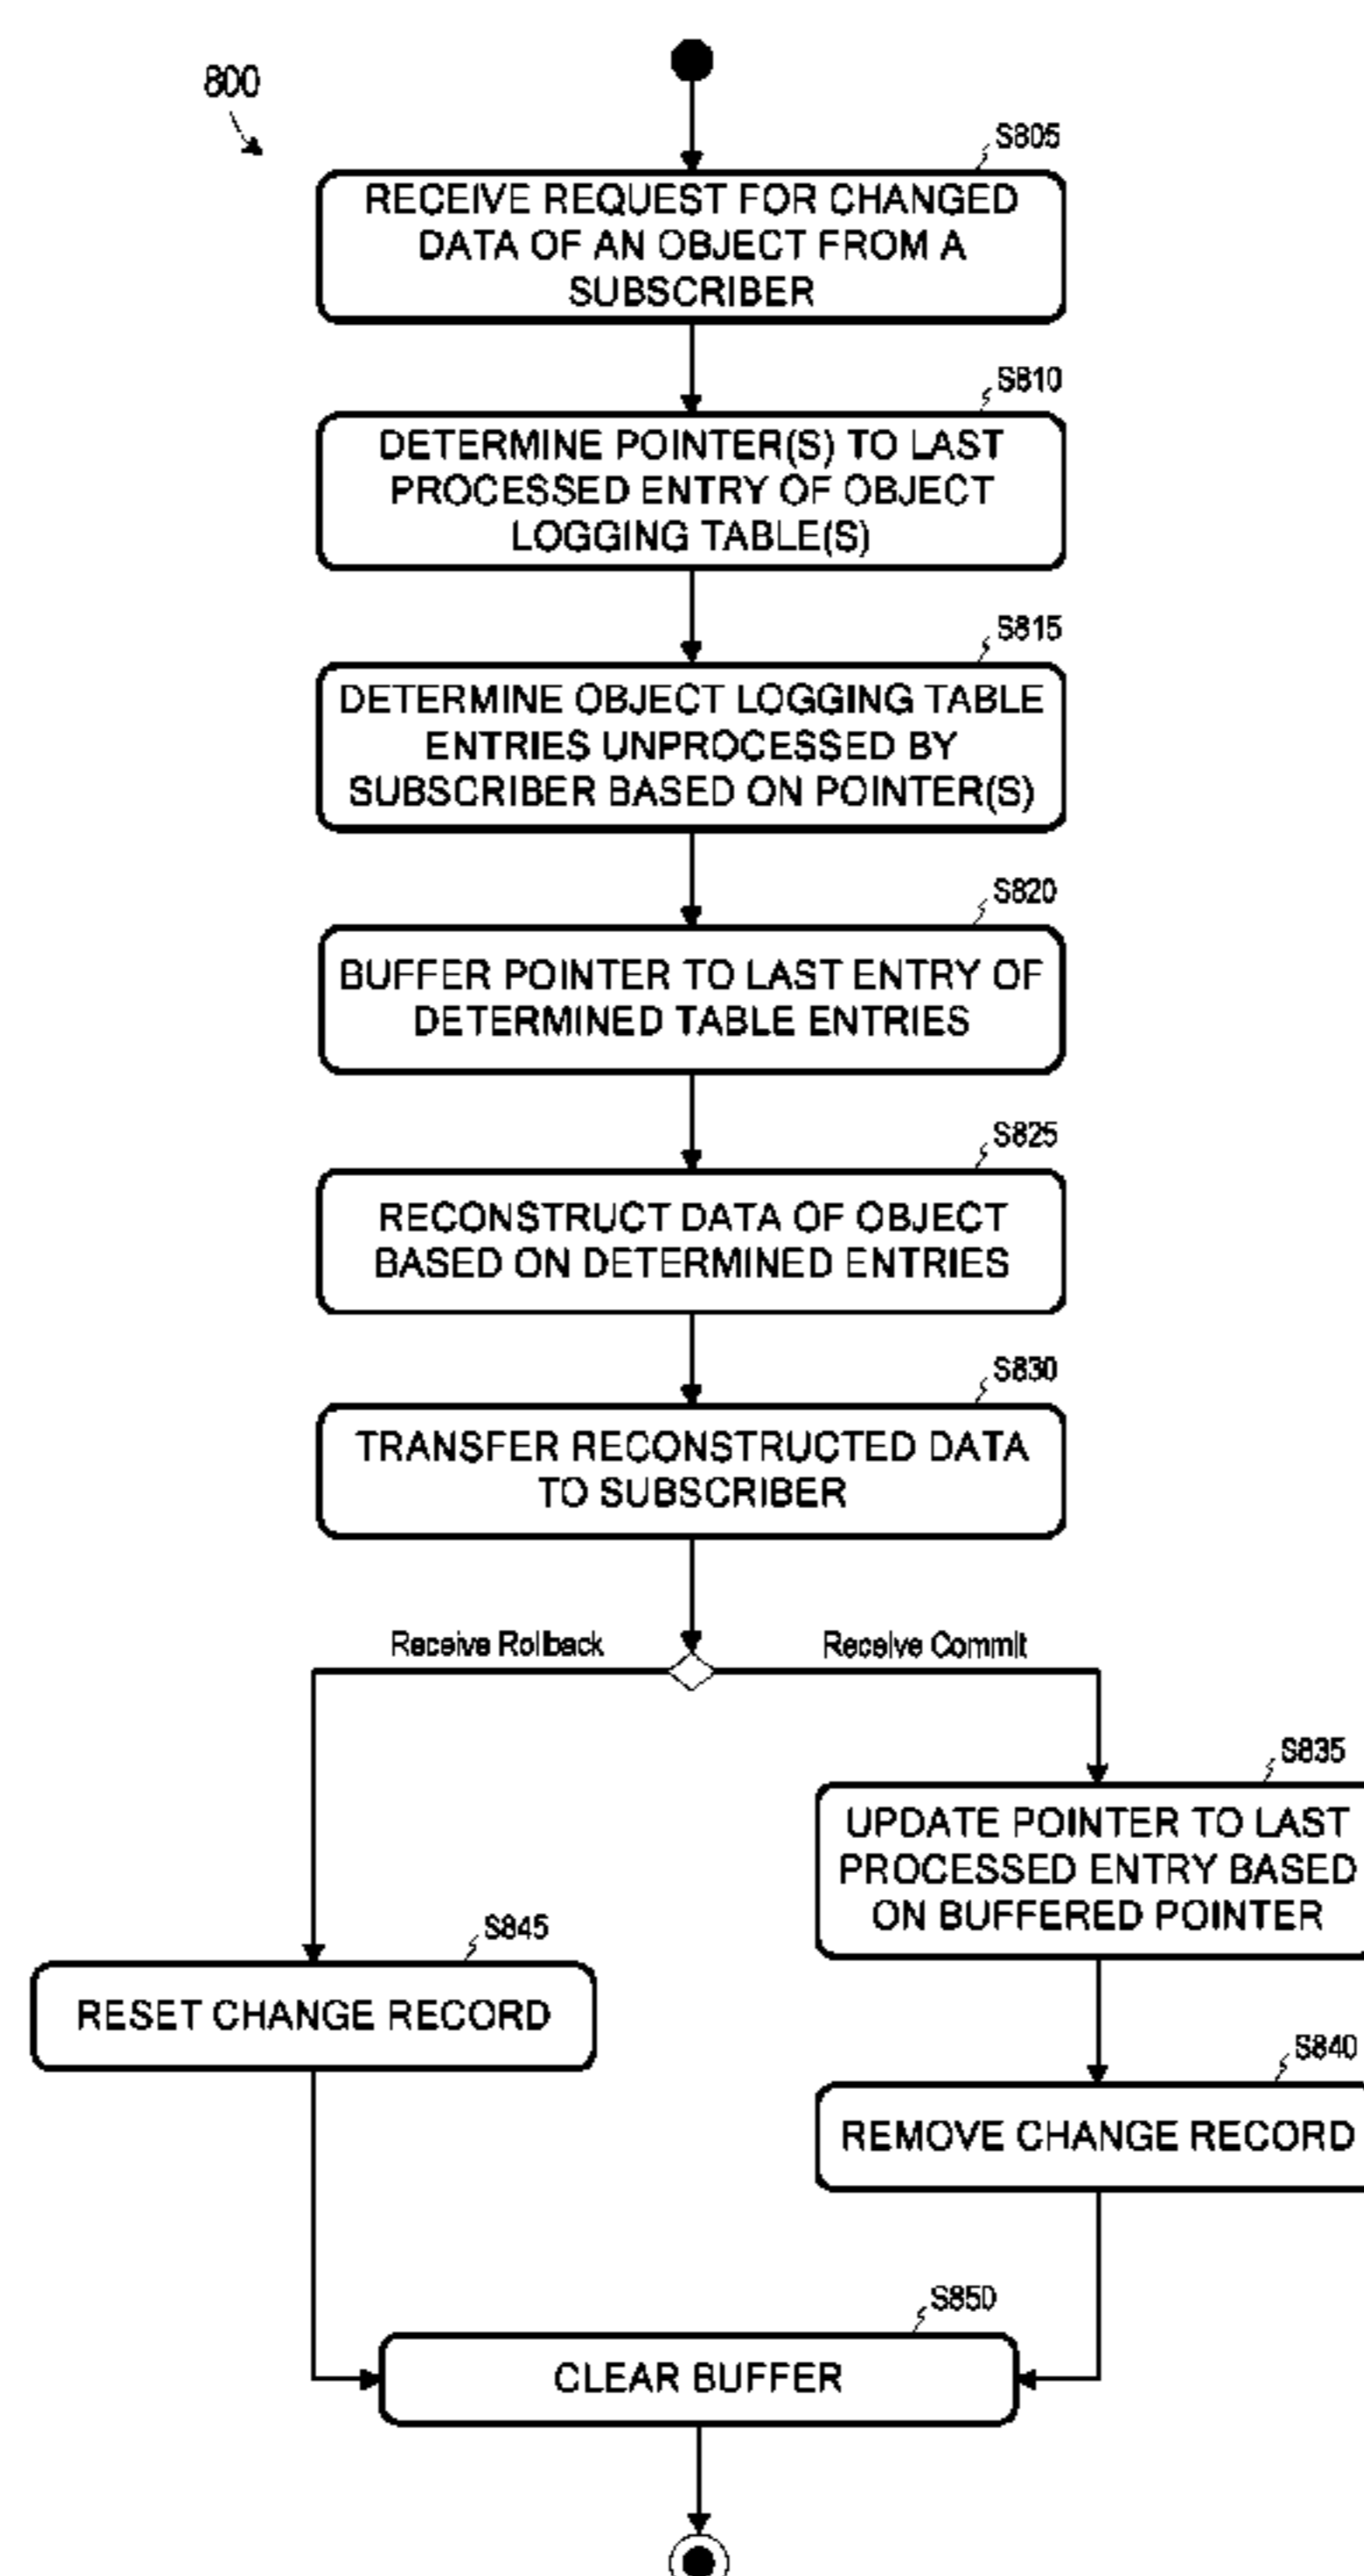 800
S805
RECEIVE REQUEST FOR CHANGED
DATA OF AN OBJECT FROM A
SUBSCRIBER
S810
DETERMINE POINTER(S) TO LAST
PROCESSED ENTRY OF OBJECT
LOGGING TABLE(S)
S815
DETERMINE OBJECT LOGGING TABLE
ENTRIES UNPROCESSED BY
SUBSCRIBER BASED ON POINTER(S)
S820
BUFFER POINTER TO LAST ENTRY OF
DETERMINED TABLE ENTRIES
S825
RECONSTRUCT DATA OF OBJECT
BASED ON DETERMINED ENTRIES
S830
TRANSFER RECONSTRUCTED DATA
TO SUBSCRIBER
Receive Rollback
Receive Commit
S835
UPDATE POINTER TO LAST
PROCESSED ENTRY BASED
ON BUFFERED POINTER
S845
RESET CHANGE RECORD
S840
REMOVE CHANGE RECORD
S850
CLEAR BUFFER